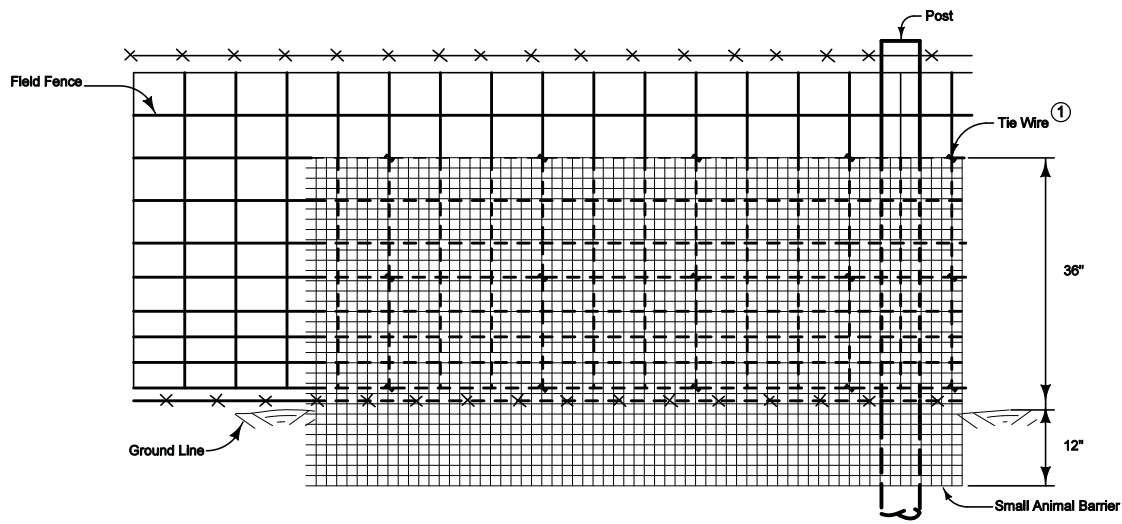 Post
Field Fence
Tie Wire 1
36"
12"
Ground Line
Small Animal Barrier